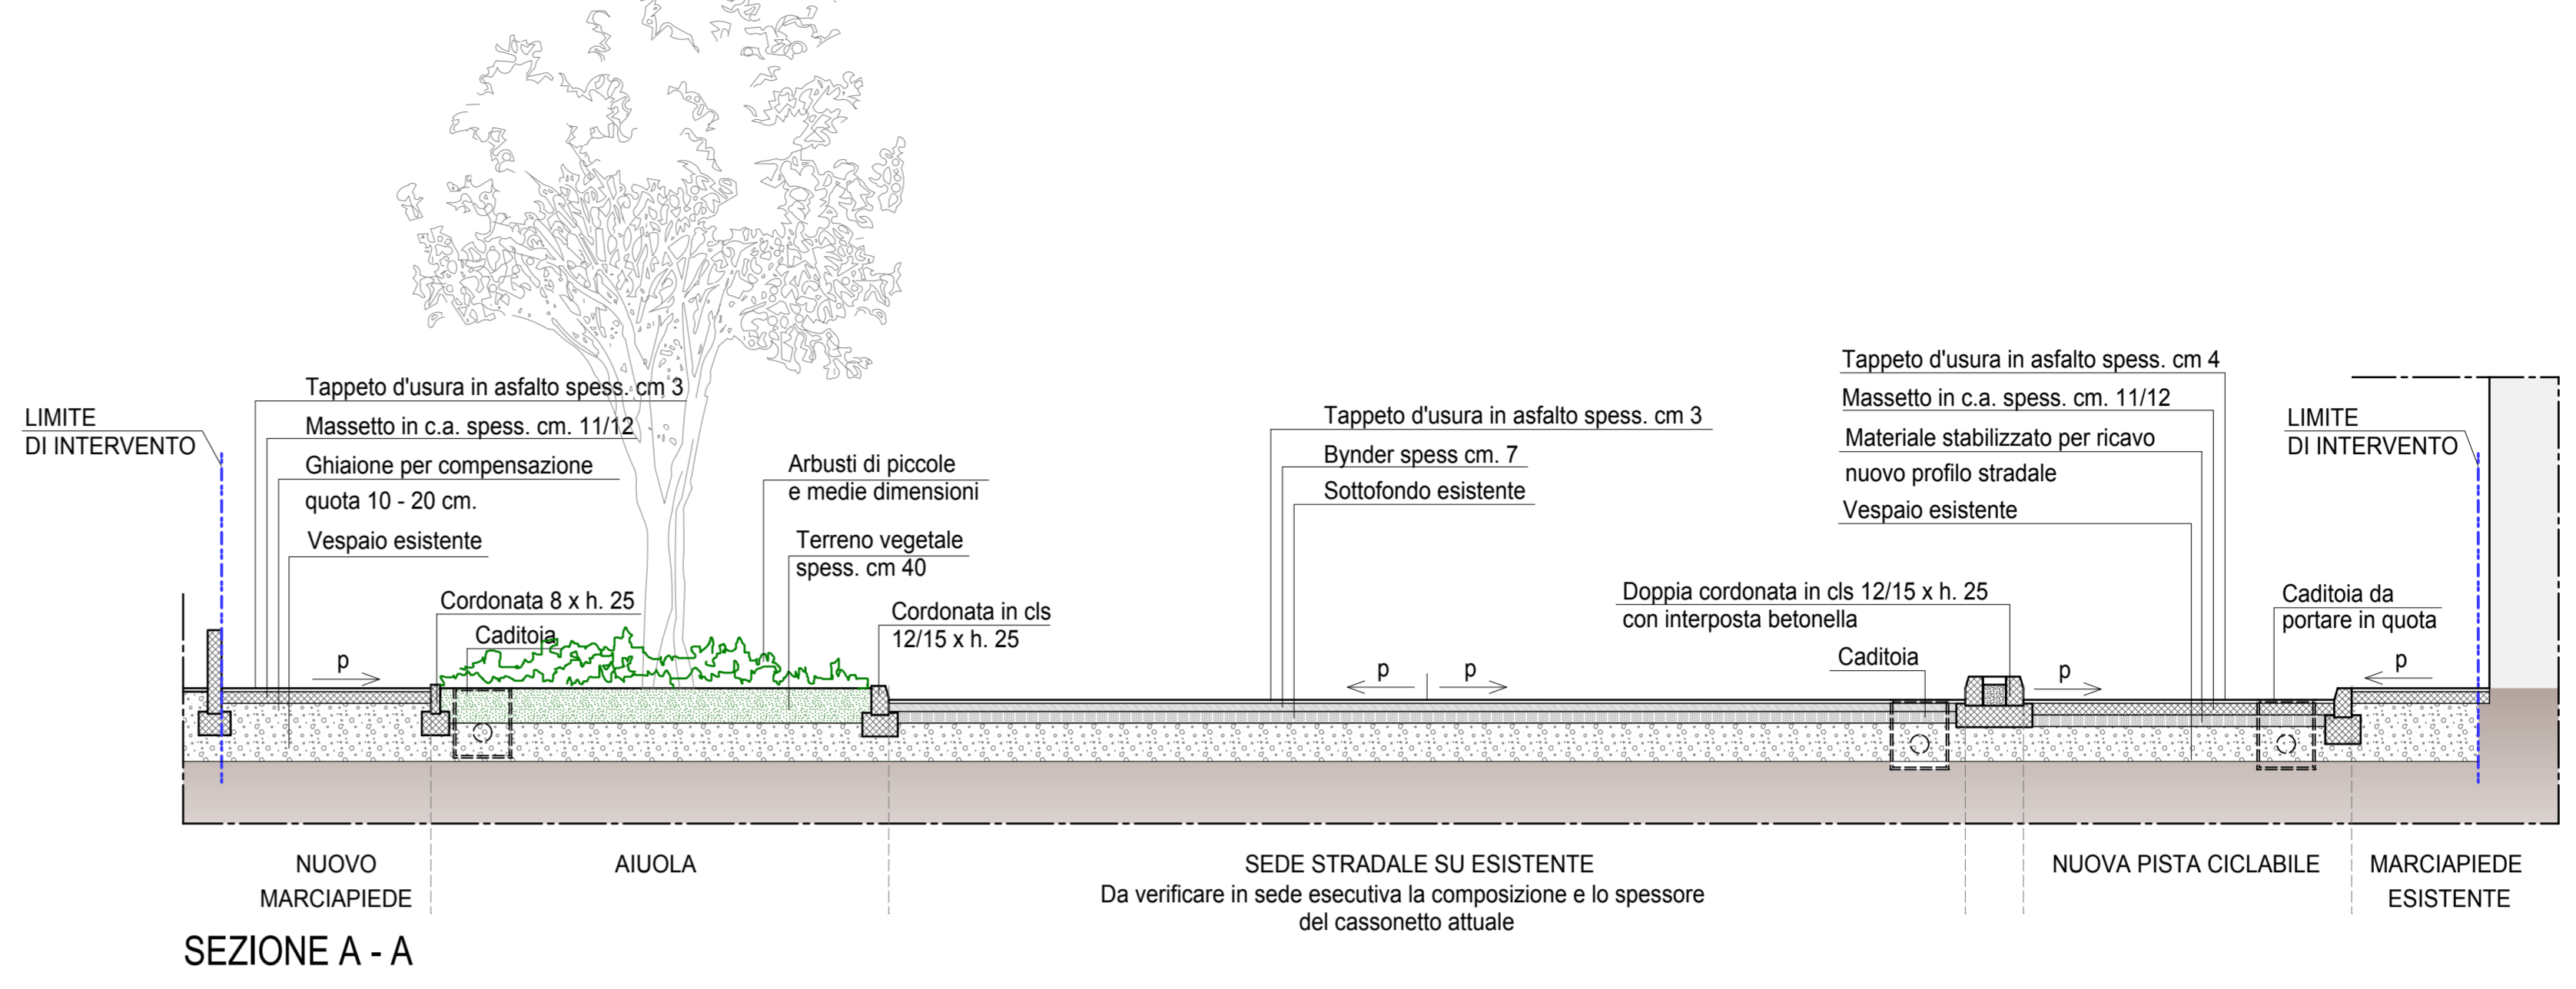 LIMITE
DI INTERVENTO
Tappeto d'usura in asfalto spess. cm 3
Massetto in c.a. spess. cm. 11/12
Ghiaione per compensazione
quota 10 - 20 cm.
Vespaio esistente
Cordonata 8 x h. 25
Caditoia
Arbusti di piccole
e medie dimensioni
Terreno vegetale
spess. cm 40
Cordonata in cls
12/15 x h. 25
Tappeto d'usura in asfalto spess. cm 3
Bynder spess cm. 7
Sottofondo esistente
Doppia cordonata in cls 12/15 x h. 25
con interposta betonella
Caditoia
Tappeto d'usura in asfalto spess. cm 4
Massetto in c.a. spess. cm. 11/12
Materiale stabilizzato per ricavo
nuovo profilo stradale
Vespaio esistente
LIMITE
DI INTERVENTO
Caditoia da
portare in quota
p
p
p
p
p
NUOVO
MARCIAPIEDE
AIUOLA
SEDE STRADALE SU ESISTENTE
Da verificare in sede esecutiva la composizione e lo spessore
del cassonetto attuale
NUOVA PISTA CICLABILE
MARCIAPIEDE
ESISTENTE
SEZIONE A - A